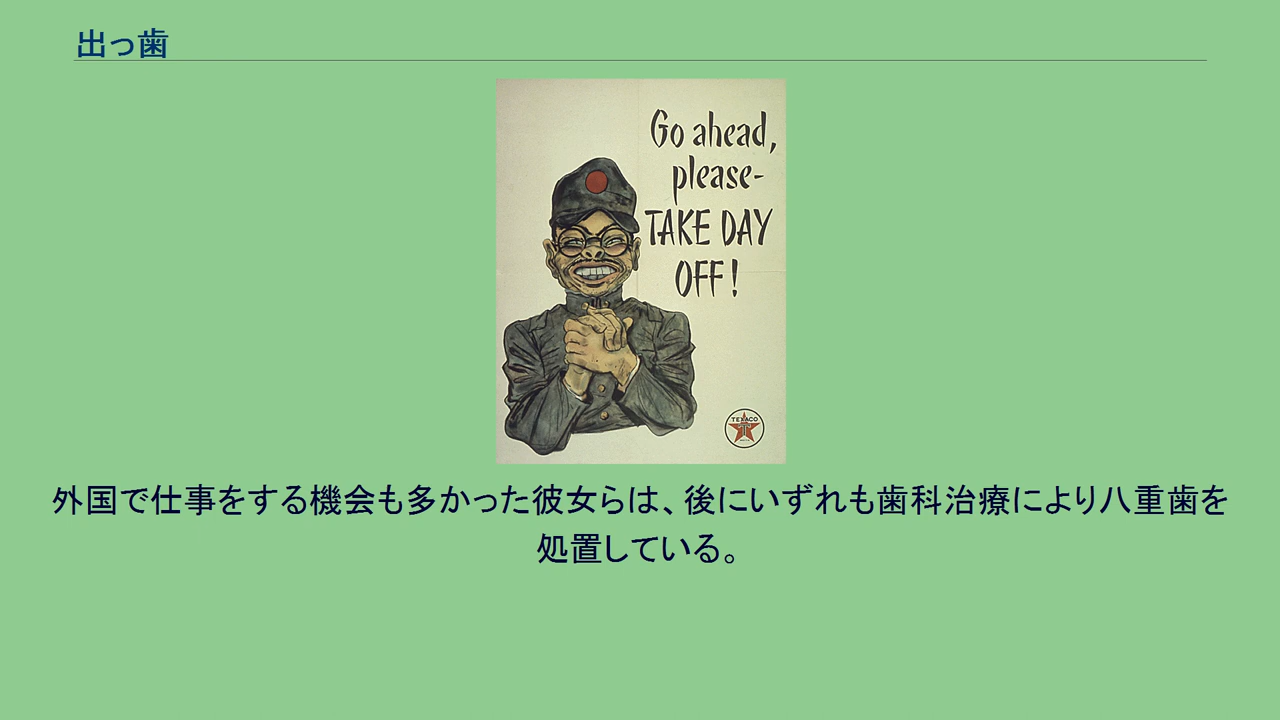 出っ歯
Go ahead,
please-
TAKE DAY
OFF!
TEXACO
T
外国で仕事をする機会も多かった彼女らは、後にいずれも歯科治療により八重歯を
処置している。